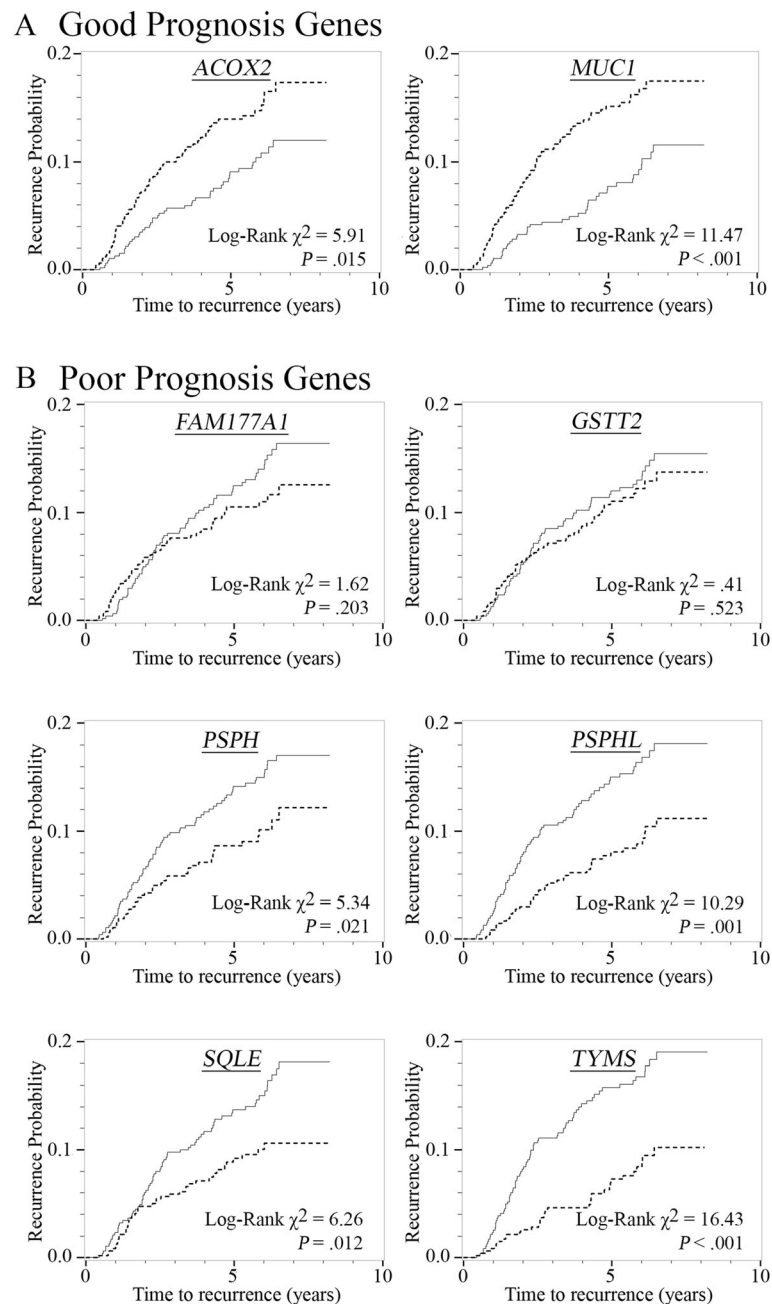 A Good Prognosis Genes
ACOX2
Recurrence Probability
0.2
0.1
0.0
Log-Rank χ2 = 5.91
P = .015
0 5 10
Time to recurrence (years)
MUC1
Recurrence Probability
0.2
0.1
0.0
Log-Rank χ2 = 11.47
P < .001
0 5 10
Time to recurrence (years)
B Poor Prognosis Genes
FAM177A1
Recurrence Probability
0.2
0.1
0.0
Log-Rank χ2 = 1.62
P = .203
0 5 10
Time to recurrence (years)
GSTT2
Recurrence Probability
0.2
0.1
0.0
Log-Rank χ2 = .41
P = .523
0 5 10
Time to recurrence (years)
PSPH
Recurrence Probability
0.2
0.1
0.0
Log-Rank χ2 = 5.34
P = .021
0 5 10
Time to recurrence (years)
PSPHL
Recurrence Probability
0.2
0.1
0.0
Log-Rank χ2 = 10.29
P = .001
0 5 10
Time to recurrence (years)
SQLE
Recurrence Probability
0.2
0.1
0.0
Log-Rank χ2 = 6.26
P = .012
0 5 10
Time to recurrence (years)
TYMS
Recurrence Probability
0.2
0.1
0.0
Log-Rank χ2 = 16.43
P < .001
0 5 10
Time to recurrence (years)